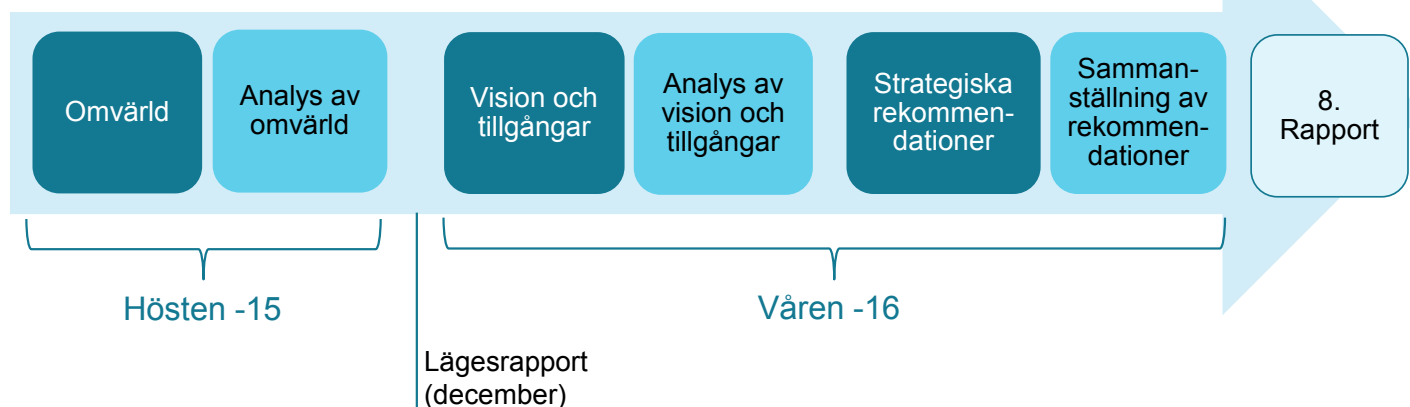 Omvärld
Analys av
omvärld
Vision och
tillgångar
Analys av
vision och
tillgångar
Strategiska
rekommen-
dationer
Samman-
ställning av
rekommen-
dationer
8.
Rapport
Hösten -15
Våren -16
Lägesrapport
(december)